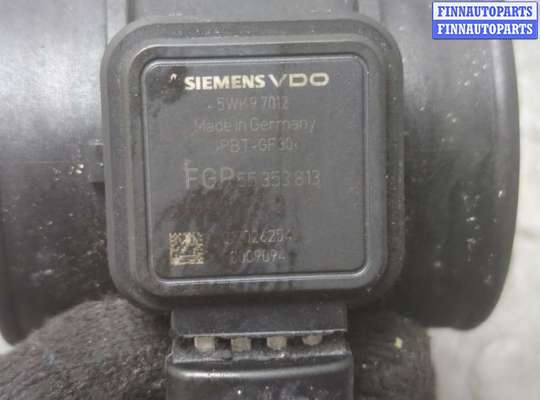 FINNAUTOPARTS
FINNAUTOPARTS
SIEMENS VDO
5WK9 7012
Made in Germany
>PBT-GF30<
FGP 55 353 813